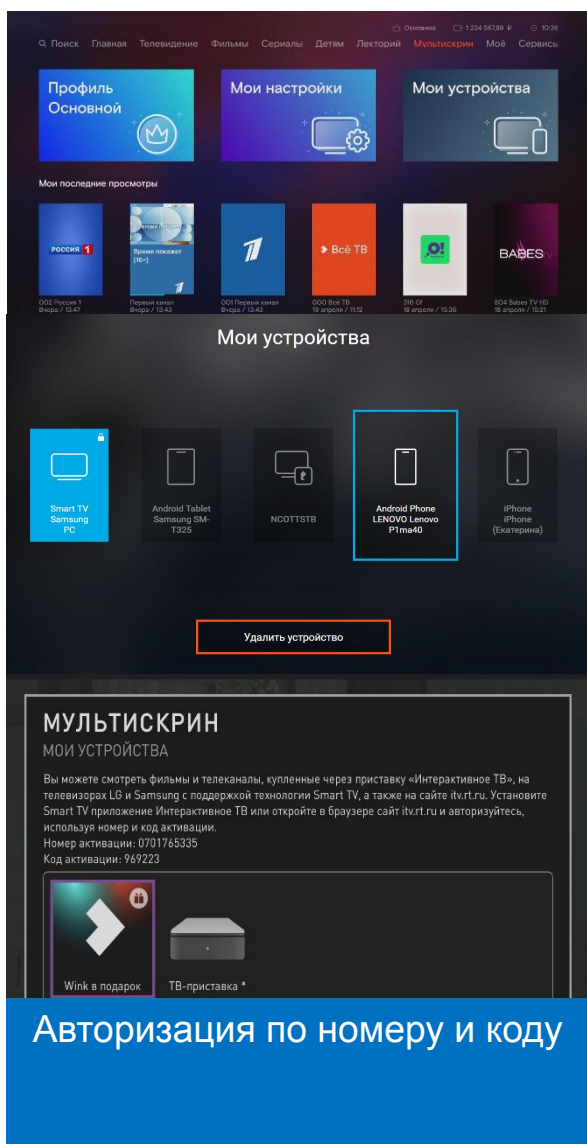 Основное 1 234 567,89 ₽ 10:36
Поиск Главная Телевидение Фильмы Сериалы Детям Лекторий Мультискрин Моё Сервисы
Профиль
Основной
Мои настройки
Мои устройства
Мои последние просмотры
РОССИЯ 1
Время покажет
[16+]
1
Всё ТВ
O!
BABES
TV
002 Россия 1
Вчера / 13:47
Первый канал
Вчера / 13:43
001 Первый канал
Вчера / 13:43
000 Всё ТВ
19 апреля / 11:12
316 О!
18 апреля / 15:36
804 Babes TV HD
18 апреля / 15:21
Мои устройства
Smart TV
Samsung
PC
Android Tablet
Samsung SM-
T325
NCOTTSTB
Android Phone
LENOVO Lenovo
P1ma40
iPhone
iPhone
(Екатерина)
Удалить устройство
МУЛЬТИСКРИН
МОИ УСТРОЙСТВА
Вы можете смотреть фильмы и телеканалы, купленные через приставку «Интерактивное ТВ», на
телевизорах LG и Samsung с поддержкой технологии Smart TV, а также на сайте itv.rt.ru. Установите
Smart TV приложение Интерактивное ТВ или откройте в браузере сайт itv.rt.ru и авторизуйтесь,
используя номер и код активации.
Номер активации: 0701765335
Код активации: 969223
Wink в подарок
ТВ-приставка *
Авторизация по номеру и коду